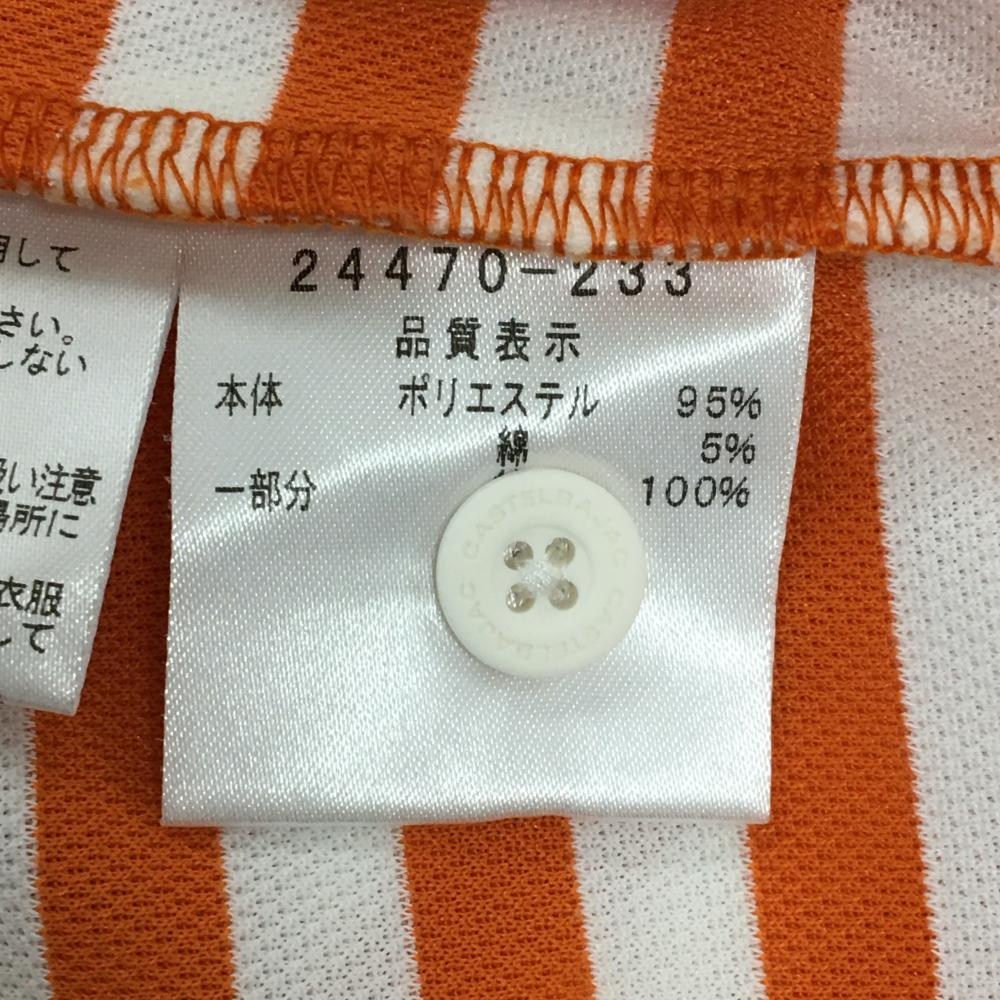 24470-233
品質表示
本体 ポリエステル 95%
綿 5%
一部分 100%
CASTELBAJAC
CASTELBAJAC
用して
さい。
しない
扱い注意
場所に
衣服
して